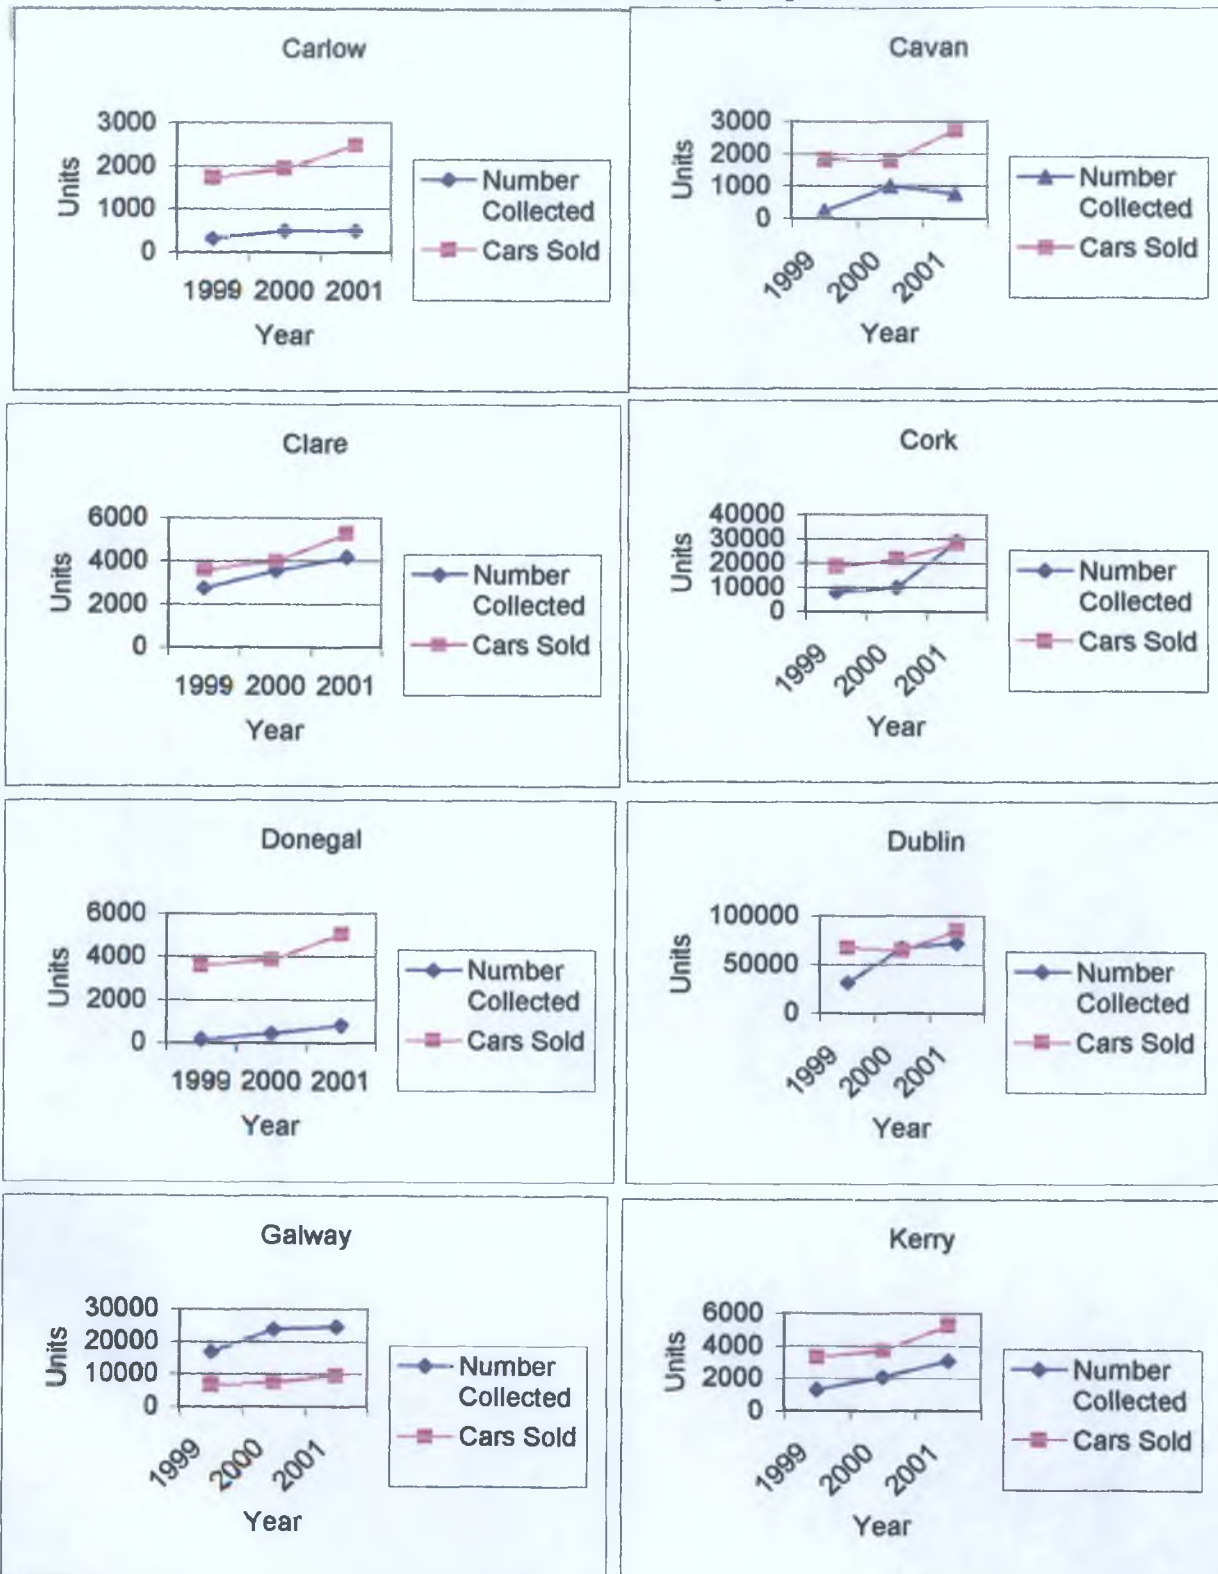 Carlow
Units
3000
2000
1000
0
1999 2000 2001
Year
Number
Collected
Cars Sold
Cavan
Units
3000
2000
1000
0
1999
2000
2001
Year
Number
Collected
Cars Sold
Clare
Units
6000
4000
2000
0
1999 2000 2001
Year
Number
Collected
Cars Sold
Cork
Units
40000
30000
20000
10000
0
1999
2000
2001
Year
Number
Collected
Cars Sold
Donegal
Units
6000
4000
2000
0
1999 2000 2001
Year
Number
Collected
Cars Sold
Dublin
Units
100000
50000
0
1999
2000
2001
Year
Number
Collected
Cars Sold
Galway
Units
30000
20000
10000
0
1999
2000
2001
Year
Number
Collected
Cars Sold
Kerry
Units
6000
4000
2000
0
1999
2000
2001
Year
Number
Collected
Cars Sold